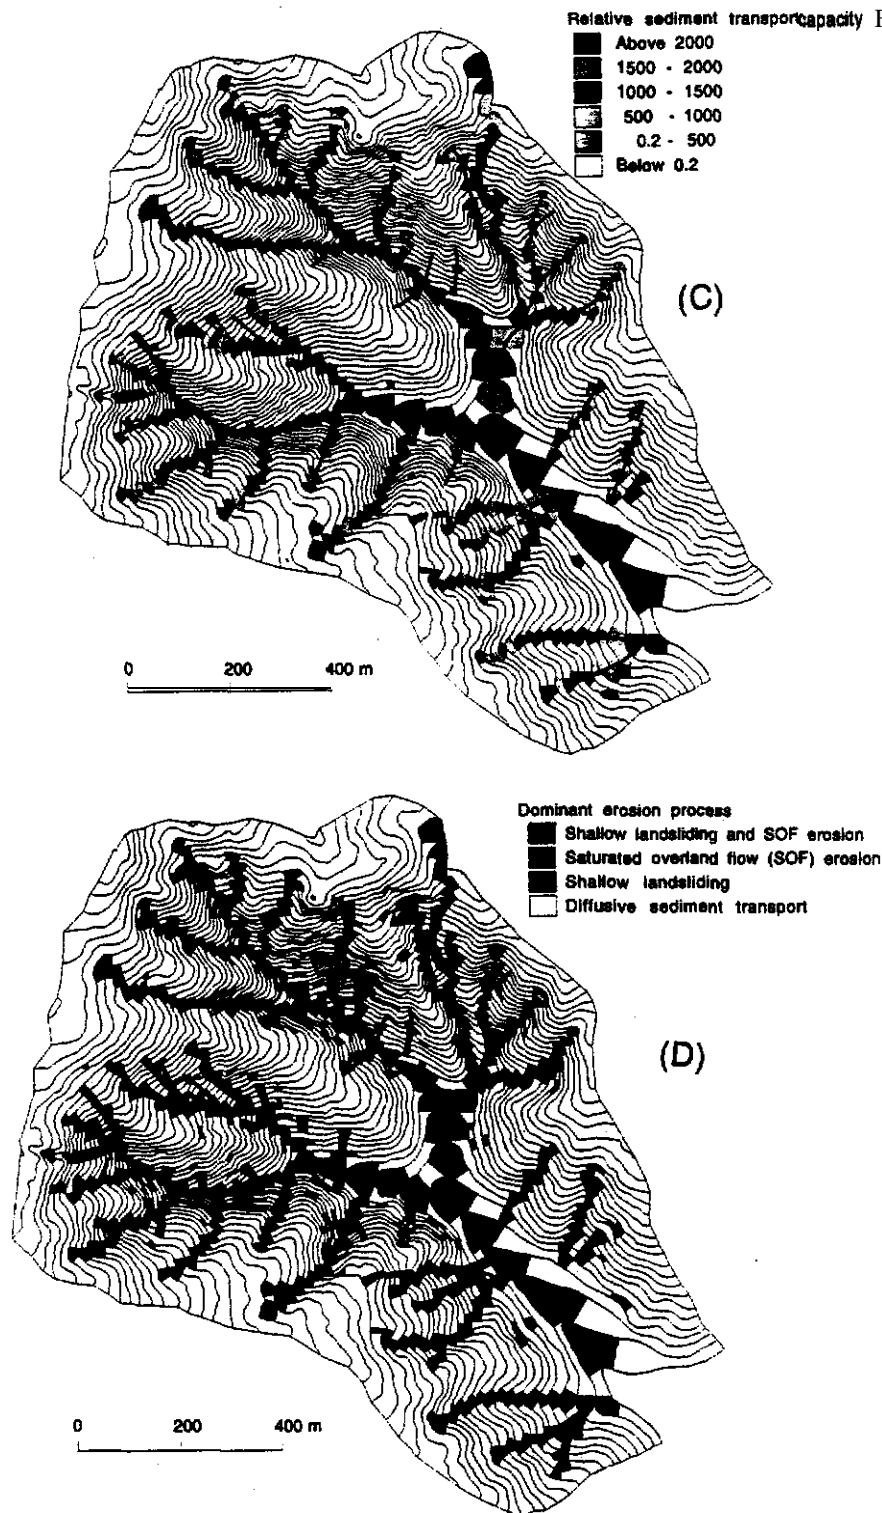 Relative sediment transport capacity
Above 2000
1500 - 2000
1000 - 1500
500 - 1000
0.2 - 500
Below 0.2
(C)
0 200 400 m
Dominant erosion process
Shallow landsliding and SOF erosion
Saturated overland flow (SOF) erosion
Shallow landsliding
Diffusive sediment transport
(D)
0 200 400 m